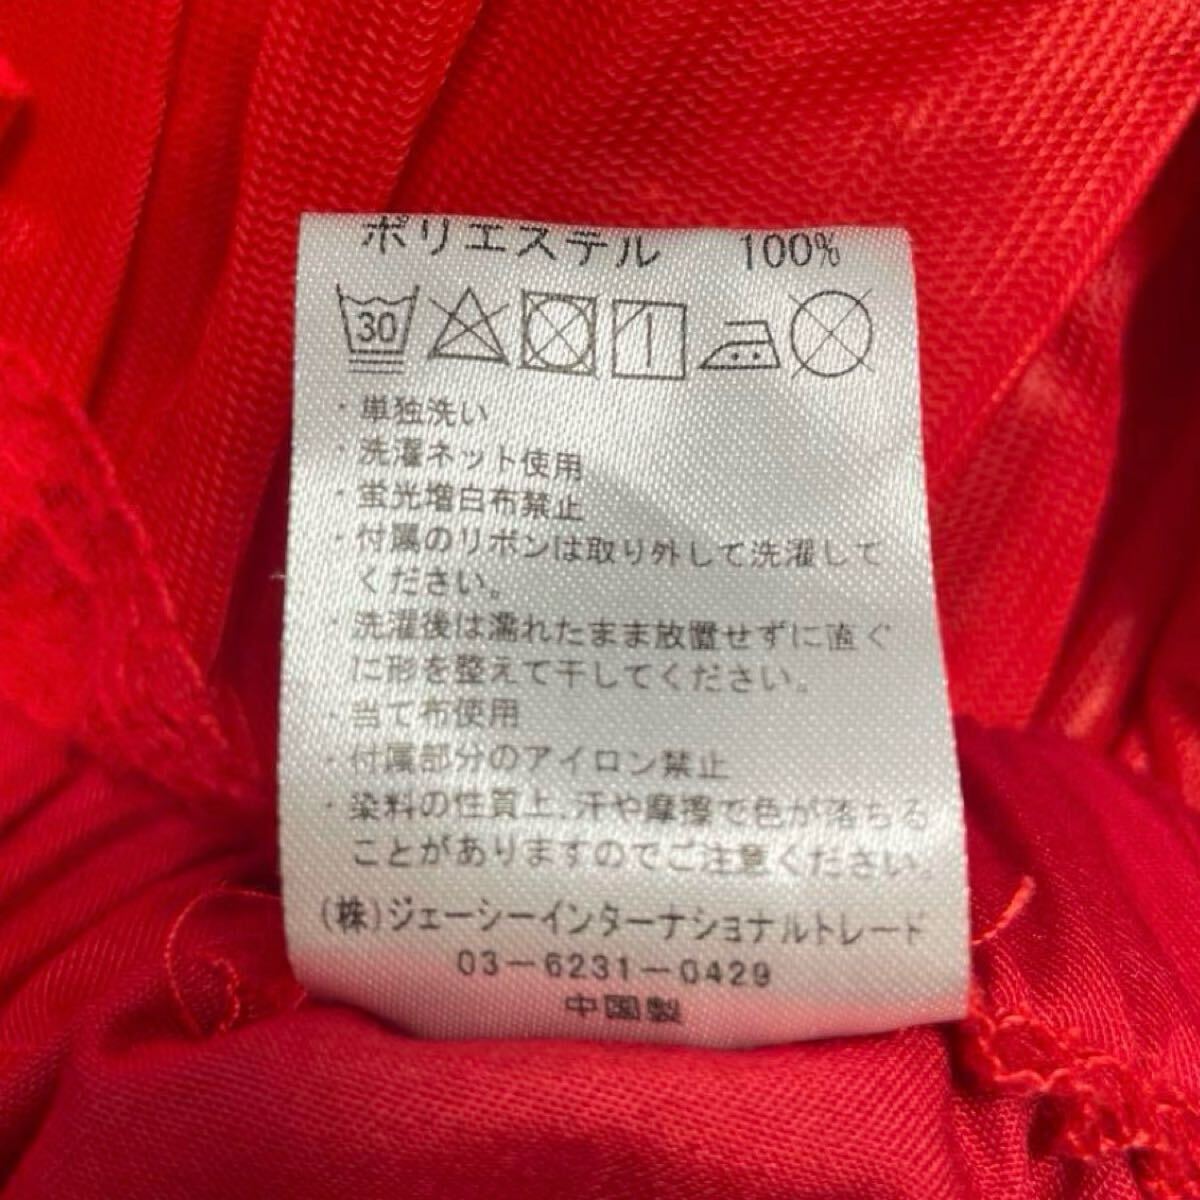 ポリエステル 100%
30
・単独洗い
・洗濯ネット使用
・蛍光増白布禁止
・付属のリボンは取り外して洗濯して
ください。
・洗濯後は濡れたまま放置せずに直ぐ
に形を整えて干してください。
・当て布使用
・付属部分のアイロン禁止
・染料の性質上、汗や摩擦で色が落ちる
ことがありますのでご注意ください。
(株)ジェーシーインターナショナルトレード
03-6231-0429
中国製